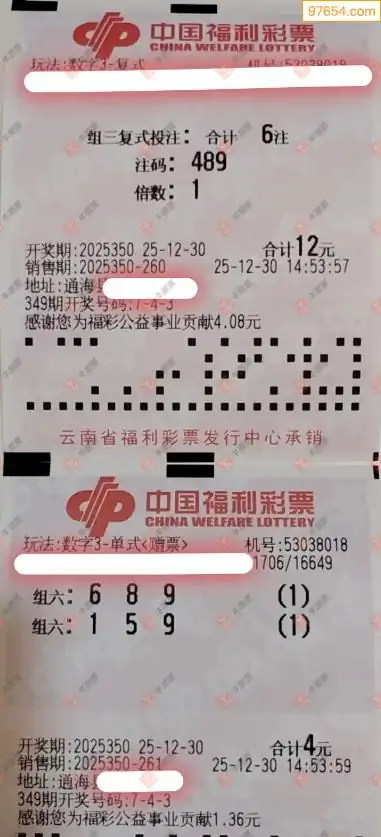 97654.com
中国福利彩票
CHINA WELFARE LOTTERY
玩法:数字3-复式 机号:53038018
组三复式投注: 合计 6注
注码: 489
倍数: 1
开奖期:2025350 25-12-30 合计12元
销售期:2025350-260 25-12-30 14:53:57
地址:通海县
349期开奖号码:7-4-3
感谢您为福彩公益事业贡献4.08元
云南省福利彩票发行中心承销
中国福利彩票
CHINA WELFARE LOTTERY
玩法:数字3-单式<赠票> 机号:53038018
1706/16649
组六: 6 8 9 (1)
组六: 1 5 9 (1)
开奖期:2025350 25-12-30 合计4元
销售期:2025350-261 25-12-30 14:53:59
地址:通海县
349期开奖号码:7-4-3
感谢您为福彩公益事业贡献1.36元